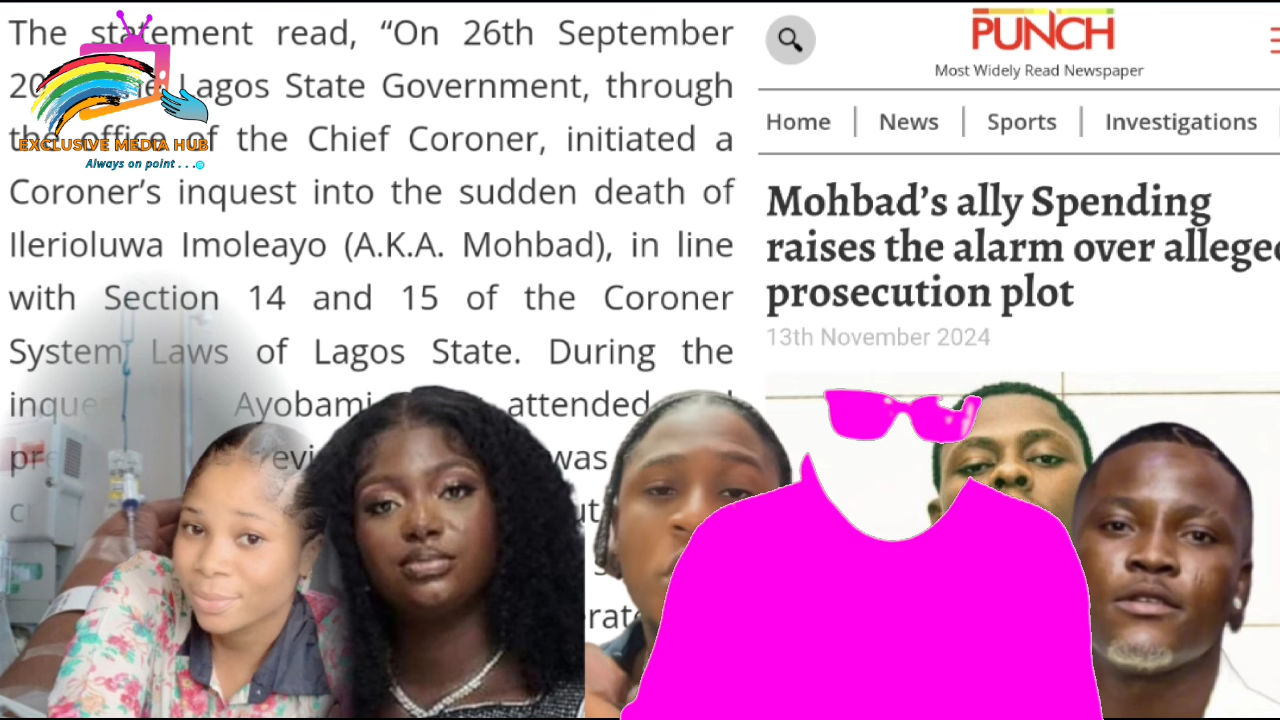 The statement read, “On 26th September
Lagos State Government, through
the office of the Chief Coroner, initiated a
Coroner’s inquest into the sudden death of
Ilerioluwa Imoleayo (A.K.A. Mohbad), in line
with Section 14 and 15 of the Coroner
System Laws of Lagos State. During the
Ayobami attended
was
EXCLUSIVE MEDIA HUB
Always on point . . .
PUNCH
Most Widely Read Newspaper
Home | News | Sports | Investigations
Mohbad’s ally Spending
raises the alarm over
prosecution plot
13th November 2024